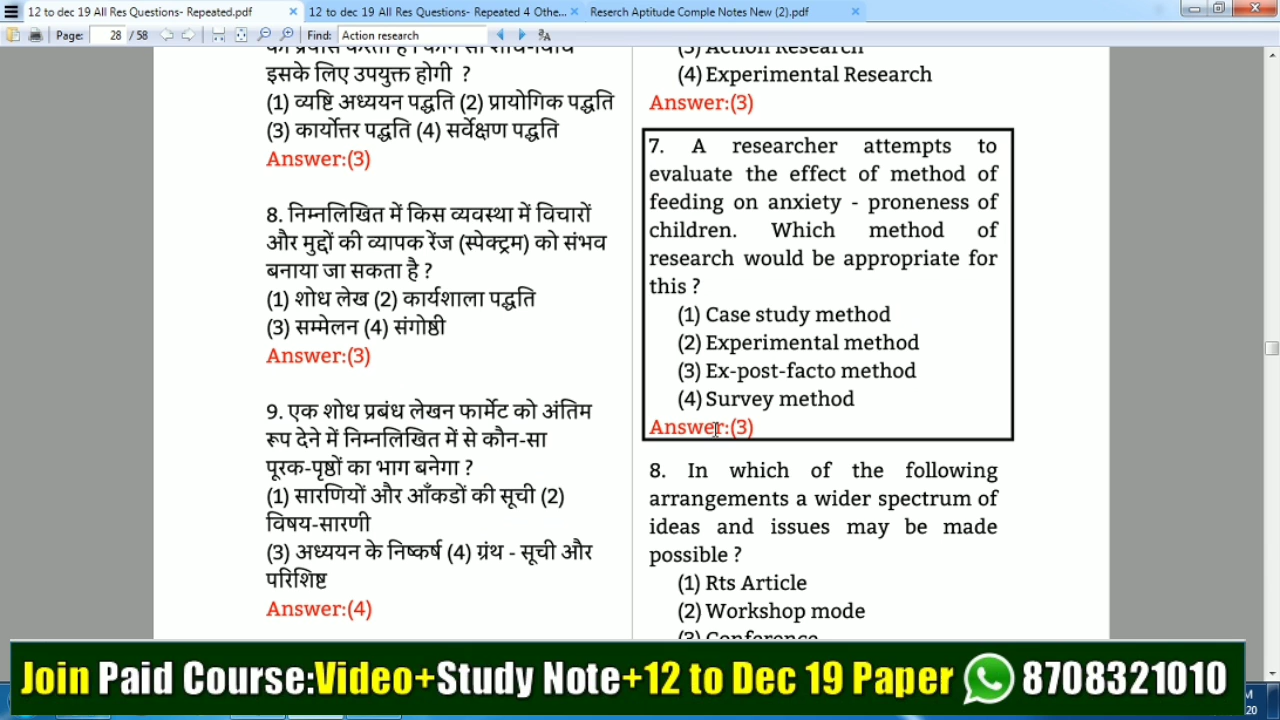 12 to dec 19 All Res Questions- Repeated.pdf
12 to dec 19 All Res Questions- Repeated 4 Othe...
Reserch Aptitude Comple Notes New (2).pdf
Page: 28 / 58 Find: Action research
इसके लिए उपयुक्त होगी ?
(1) व्यष्टि अध्ययन पद्धति (2) प्रायोगिक पद्धति
(3) कार्योत्तर पद्धति (4) सर्वेक्षण पद्धति
Answer:(3)
8. निम्नलिखित में किस व्यवस्था में विचारों
और मुद्दों की व्यापक रेंज (स्पेक्ट्रम) को संभव
बनाया जा सकता है ?
(1) शोध लेख (2) कार्यशाला पद्धति
(3) सम्मेलन (4) संगोष्ठी
Answer:(3)
9. एक शोध प्रबंध लेखन फार्मेट को अंतिम
रूप देने में निम्नलिखित में से कौन-सा
पूरक-पृष्ठों का भाग बनेगा ?
(1) सारणियों और आँकडों की सूची (2)
विषय-सारणी
(3) अध्ययन के निष्कर्ष (4) ग्रंथ - सूची और
परिशिष्ट
Answer:(4)
(3) Action Research
(4) Experimental Research
Answer:(3)
7. A researcher attempts to
evaluate the effect of method of
feeding on anxiety - proneness of
children. Which method of
research would be appropriate for
this ?
(1) Case study method
(2) Experimental method
(3) Ex-post-facto method
(4) Survey method
Answer:(3)
8. In which of the following
arrangements a wider spectrum of
ideas and issues may be made
possible ?
(1) Rts Article
(2) Workshop mode
(3) Conference
Join Paid Course:Video+Study Note+12 to Dec 19 Paper 8708321010